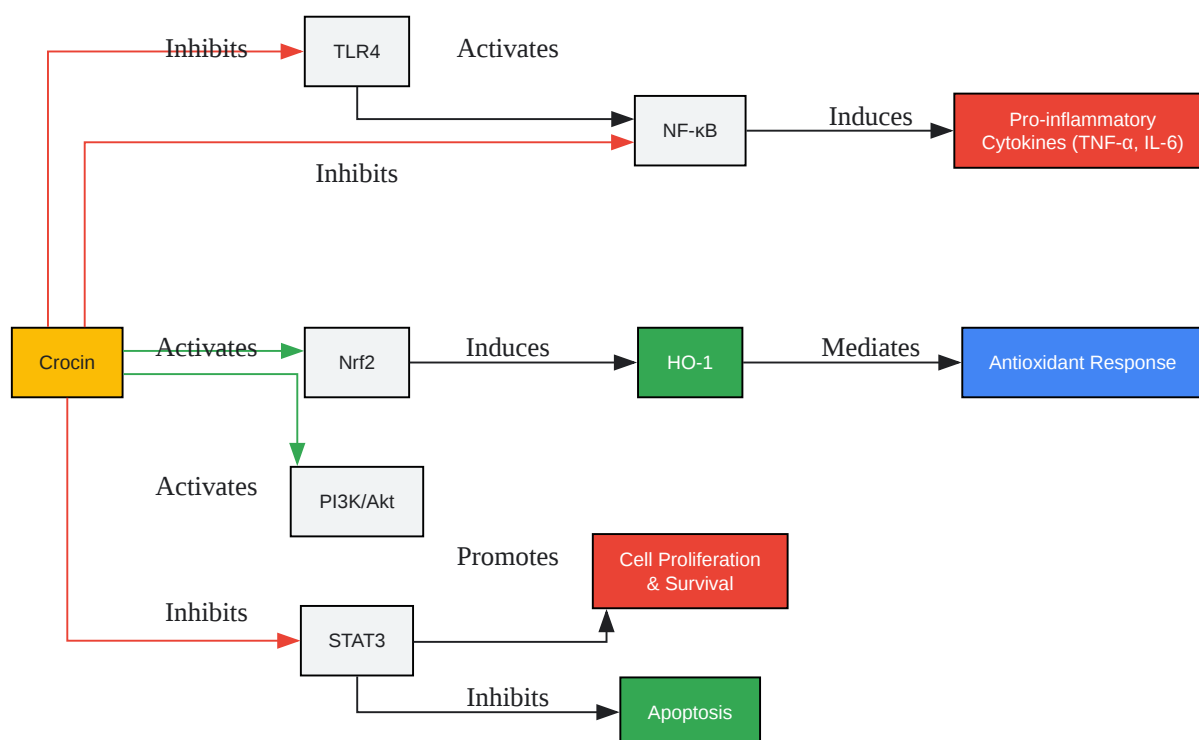 Inhibits
TLR4
Activates
NF-κB
Induces
Pro-inflammatory
Cytokines (TNF-α, IL-6)
Inhibits
Crocin
Activates
Nrf2
Induces
HO-1
Mediates
Antioxidant Response
Activates
PI3K/Akt
Promotes
Cell Proliferation
& Survival
Inhibits
STAT3
Inhibits
Apoptosis